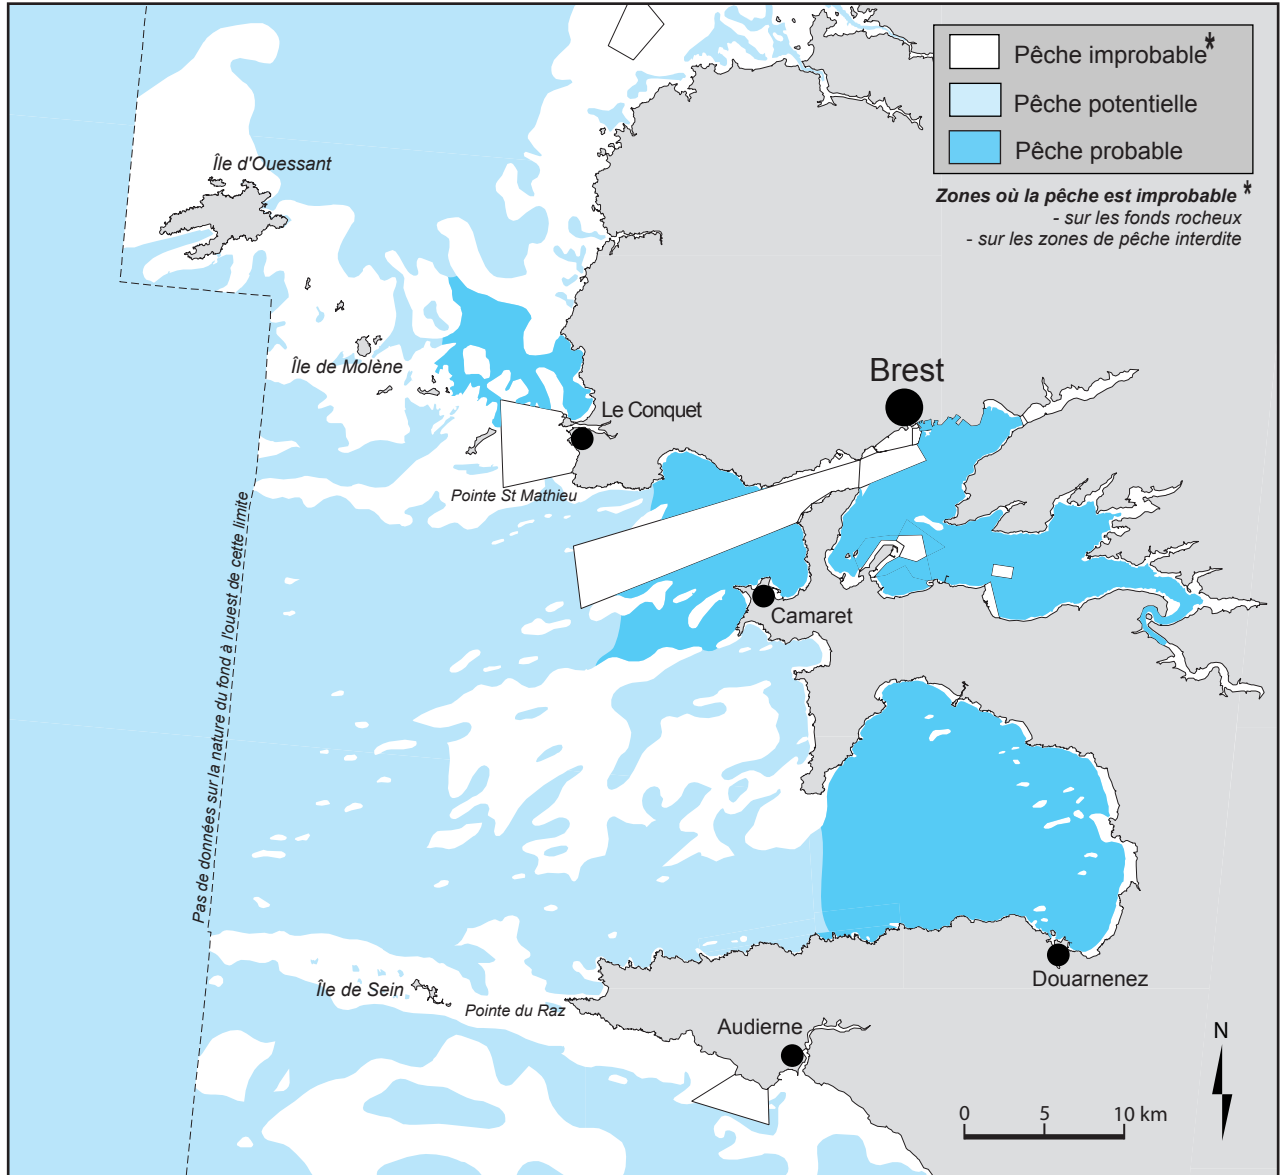 Pêche improbable*
Pêche potentielle
Pêche probable
Zones où la pêche est improbable *
- sur les fonds rocheux
- sur les zones de pêche interdite
Île d'Ouessant
Île de Molène
Brest
Le Conquet
Pointe St Mathieu
Camaret
Pas de données sur la nature du fond à l'ouest de cette limite
Île de Sein
Pointe du Raz
Douarnenez
Audierne
N
0 5 10 km